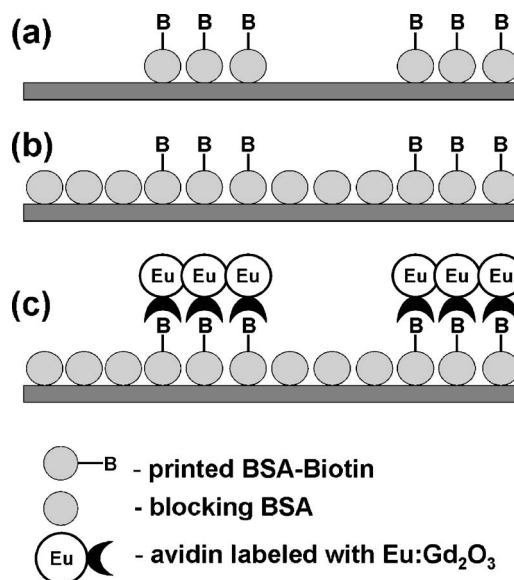 (a) B B B B B B
(b) B B B B B B
Eu Eu Eu Eu Eu Eu
(c) B B B B B B
B - printed BSA-Biotin
- blocking BSA
Eu - avidin labeled with Eu:Gd₂O₃